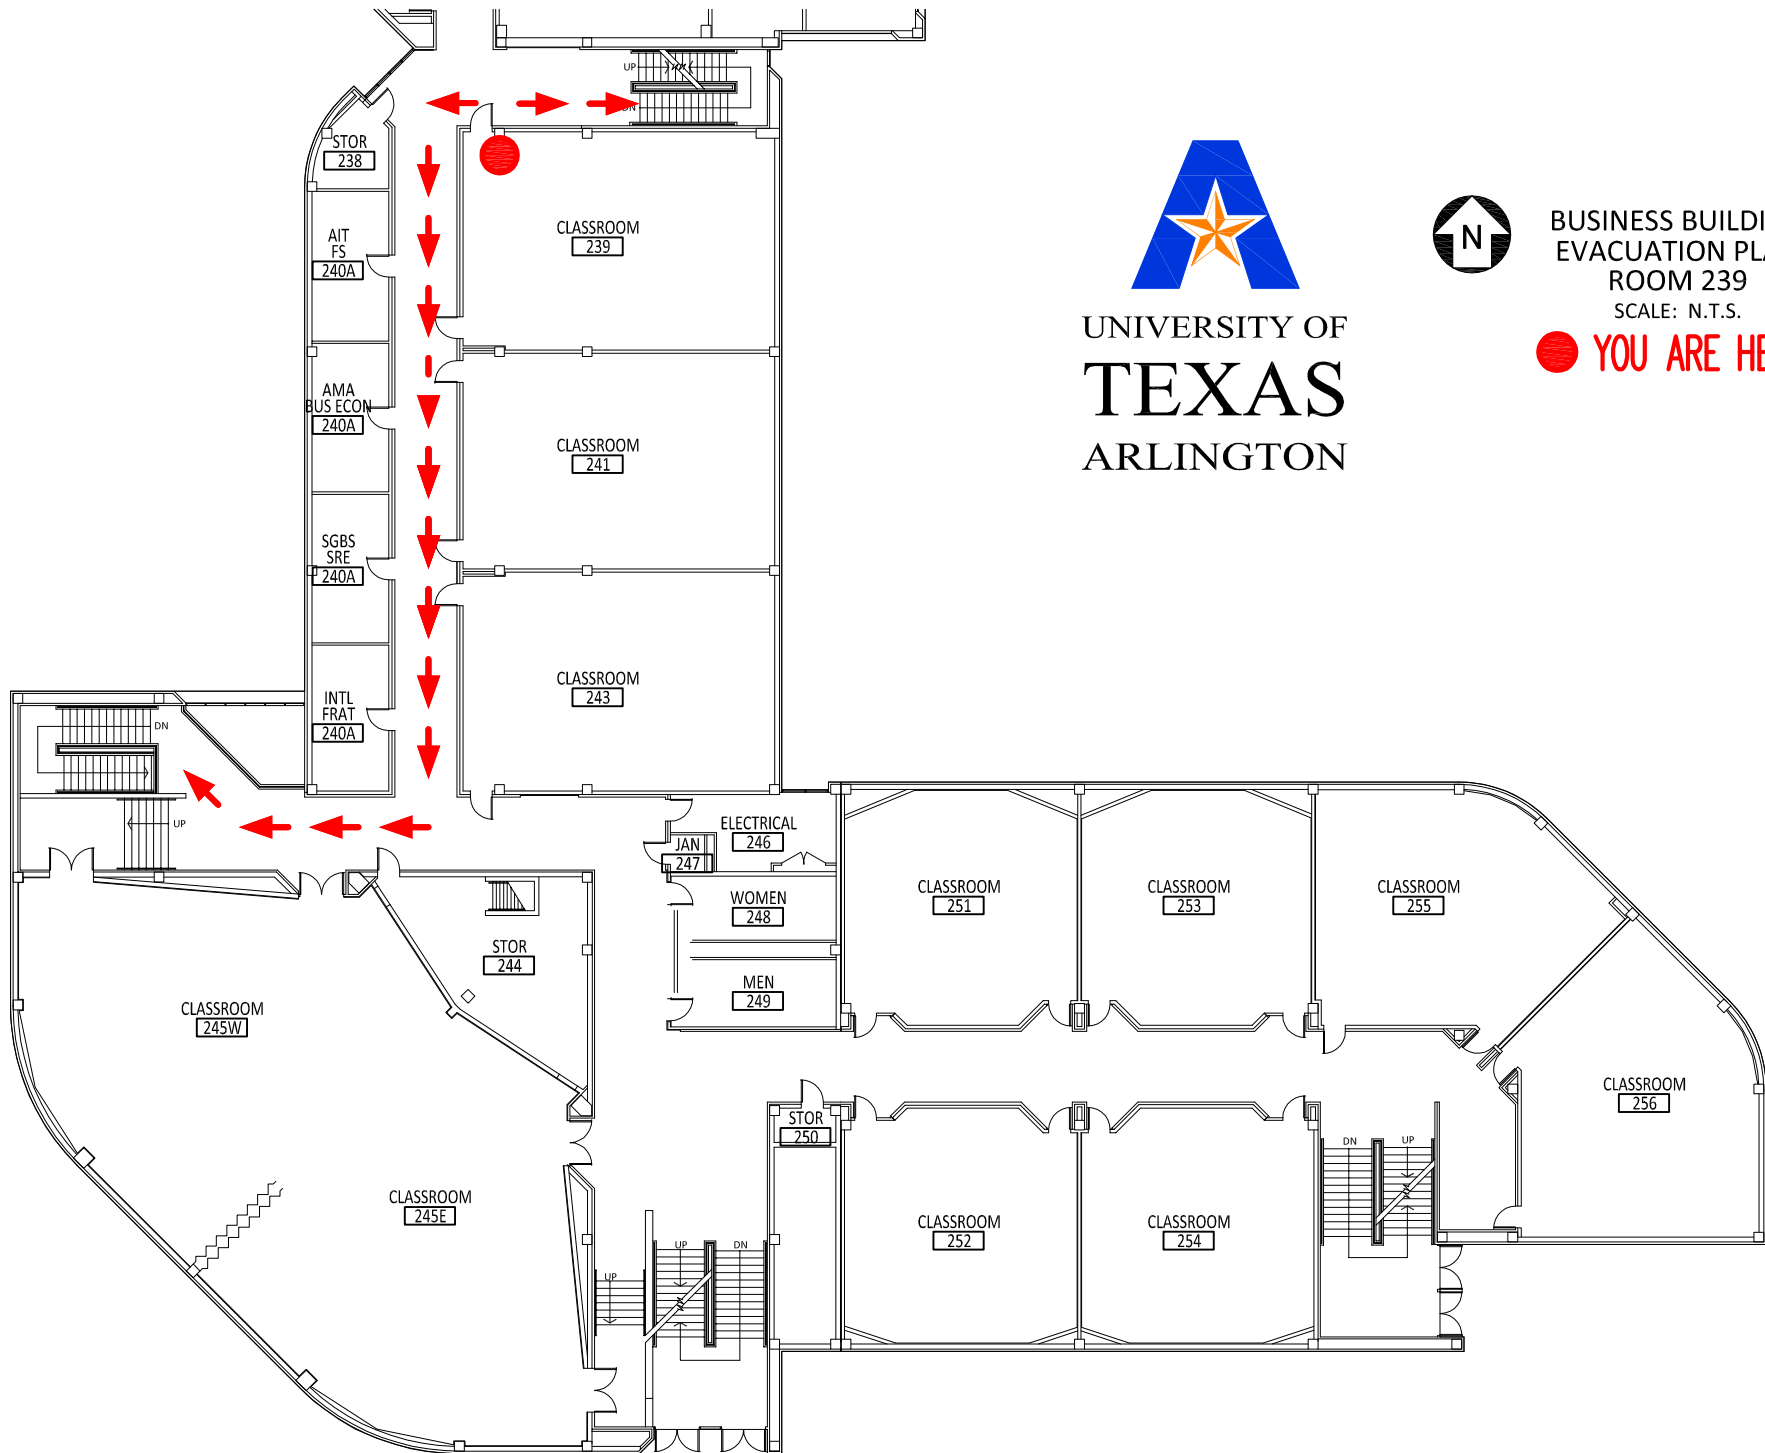 UP
DN
STOR
238
AIT
FS
240A
CLASSROOM
239
UNIVERSITY OF
TEXAS
ARLINGTON
N
BUSINESS BUILDI
EVACUATION PLA
ROOM 239
SCALE: N.T.S.
YOU ARE HE
AMA
BUS ECON
240A
CLASSROOM
241
SGBS
SRE
240A
CLASSROOM
243
INTL
FRAT
240A
DN
UP
ELECTRICAL
246
JAN
247
WOMEN
248
MEN
249
STOR
244
CLASSROOM
251
CLASSROOM
253
CLASSROOM
255
CLASSROOM
245W
CLASSROOM
256
STOR
250
CLASSROOM
245E
CLASSROOM
252
CLASSROOM
254
DN
UP
UP
DN
UP